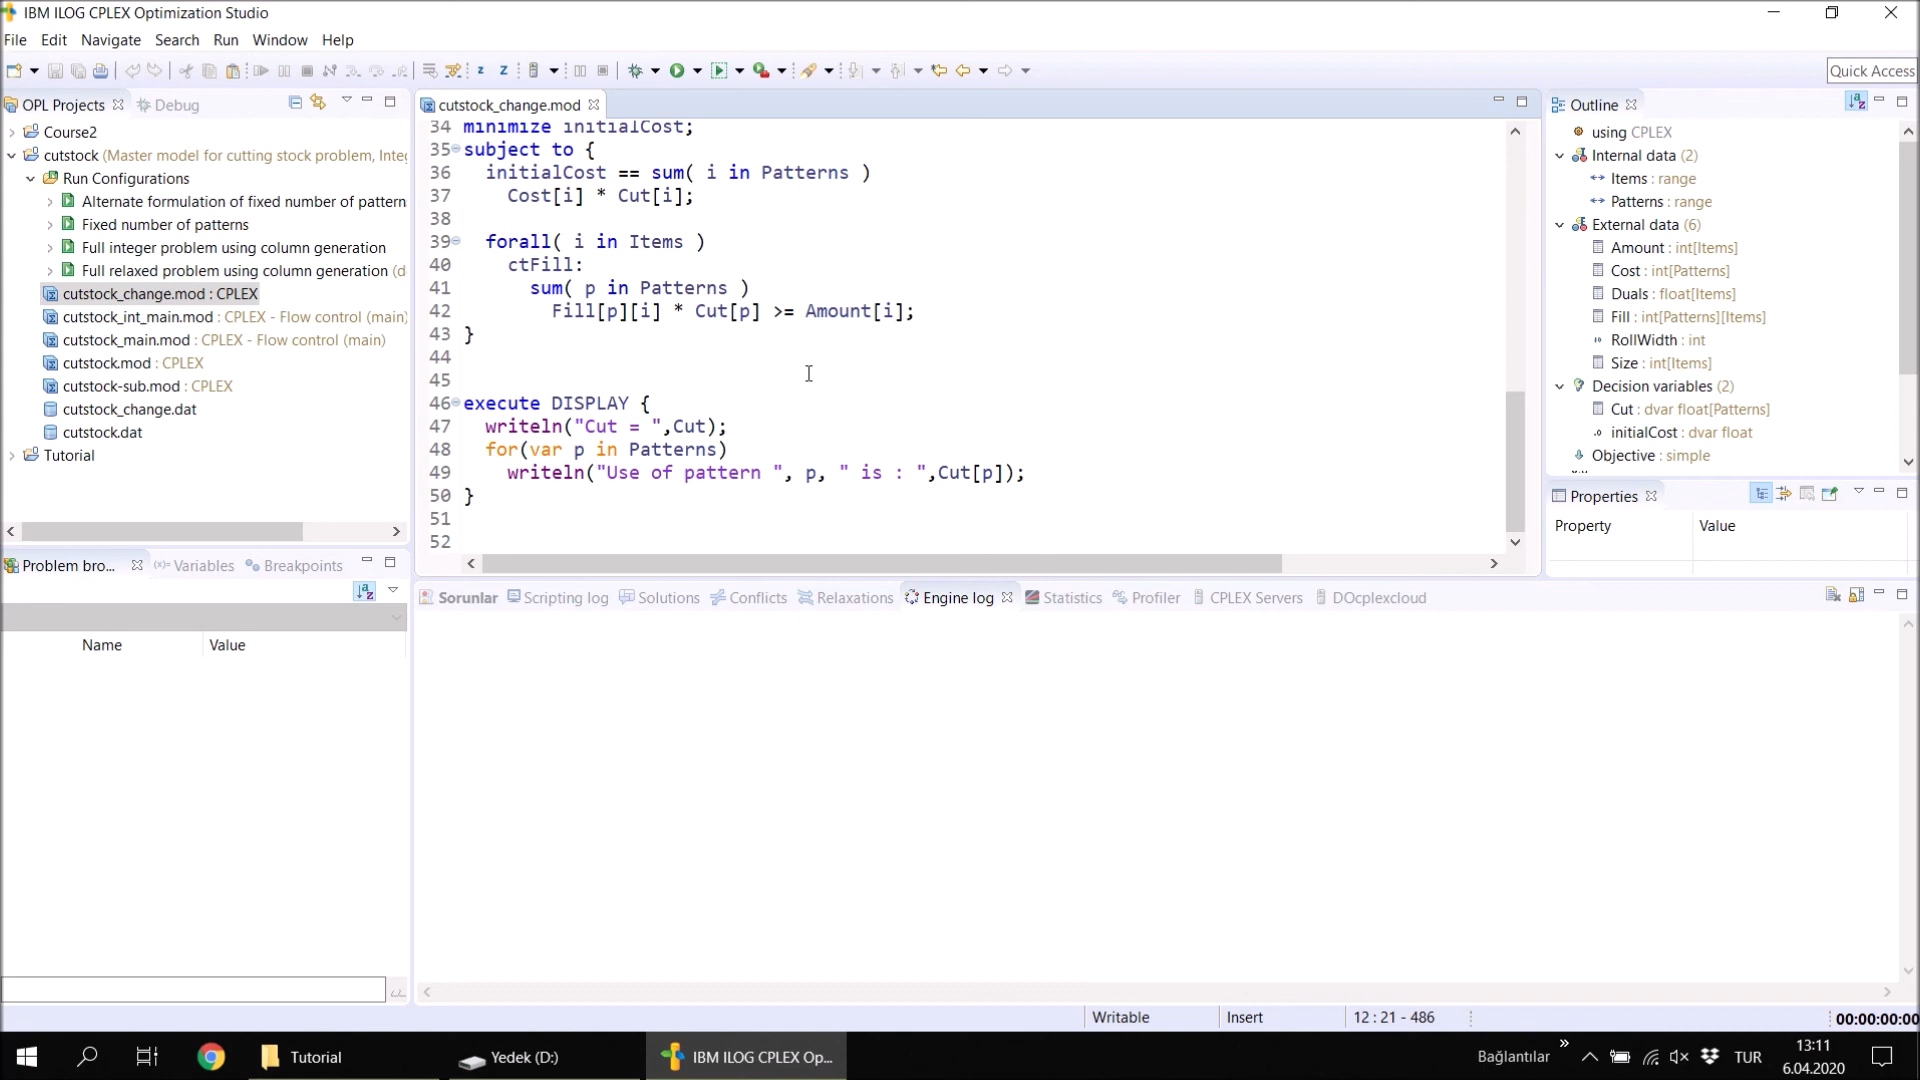 IBM ILOG CPLEX Optimization Studio
File Edit Navigate Search Run Window Help
Quick Access
OPL Projects Debug
Course2
cutstock (Master model for cutting stock problem, Inte
Run Configurations
Alternate formulation of fixed number of pattern
Fixed number of patterns
Full integer problem using column generation
Full relaxed problem using column generation (d
cutstock_change.mod : CPLEX
cutstock_int_main.mod : CPLEX - Flow control (main)
cutstock_main.mod : CPLEX - Flow control (main)
cutstock.mod : CPLEX
cutstock-sub.mod : CPLEX
cutstock_change.dat
cutstock.dat
Tutorial
cutstock_change.mod
34 minimize initialCost;
35 subject to {
36 initialCost == sum( i in Patterns )
37 Cost[i] * Cut[i];
38
39 forall( i in Items )
40 ctFill:
41 sum( p in Patterns )
42 Fill[p][i] * Cut[p] >= Amount[i];
43 }
44
45
46 execute DISPLAY {
47 writeln("Cut = ",Cut);
48 for(var p in Patterns)
49 writeln("Use of pattern ", p, " is : ",Cut[p]);
50 }
51
52
Outline
using CPLEX
Internal data (2)
Items : range
Patterns : range
External data (6)
Amount : int[Items]
Cost : int[Patterns]
Duals : float[Items]
Fill : int[Patterns][Items]
RollWidth : int
Size : int[Items]
Decision variables (2)
Cut : dvar float[Patterns]
initialCost : dvar float
Objective : simple
Properties
Property Value
Problem bro... Variables Breakpoints
Name Value
Sorunlar Scripting log Solutions Conflicts Relaxations Engine log Statistics Profiler CPLEX Servers DOcplexcloud
Writable Insert 12 : 21 - 486 00:00:00:00
Tutorial Yedek (D:) IBM ILOG CPLEX Op... Bağlantılar TUR 13:11
6.04.2020